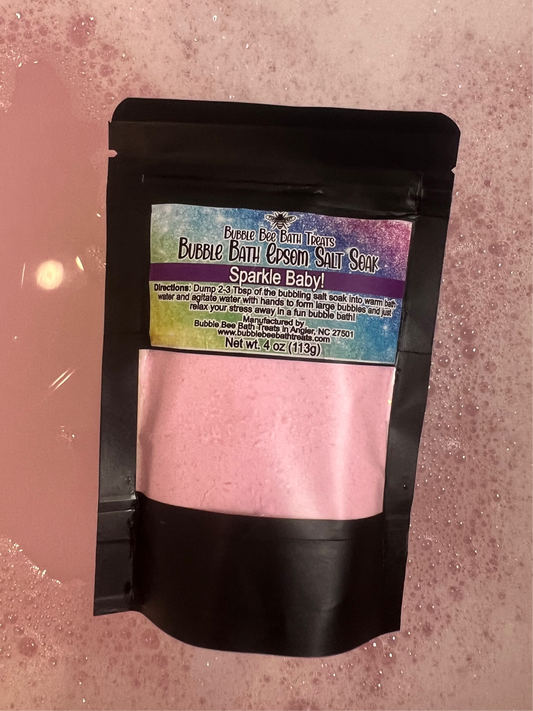 Bubble Bee Bath Treats
Bubble Bath Epsom Salt Soak
Sparkle Baby!
Directions: Dump 2-3 Tbsp of the bubbling salt soak into warm bath
water and agitate water with hands to form large bubbles and just
relax your stress away in a fun bubble bath!
Manufactured by
Bubble Bee Bath Treats in Angier, NC 27501
www.bubblebeebathtreats.com
Net wt. 4 oz (113g)